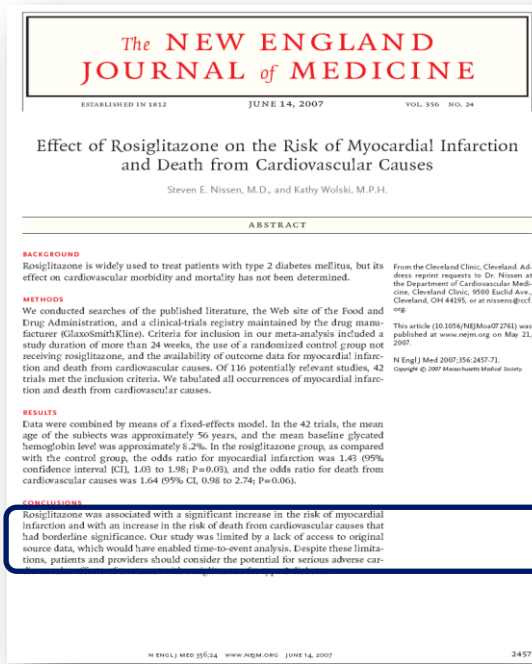 The NEW ENGLAND
JOURNAL of MEDICINE
ESTABLISHED IN 1812 JUNE 14, 2007 VOL. 356 NO. 24
Effect of Rosiglitazone on the Risk of Myocardial Infarction
and Death from Cardiovascular Causes
Steven E. Nissen, M.D., and Kathy Wolski, M.P.H.
ABSTRACT
BACKGROUND
Rosiglitazone is widely used to treat patients with type 2 diabetes mellitus, but its
effect on cardiovascular morbidity and mortality has not been determined.
METHODS
We conducted searches of the published literature, the Web site of the Food and
Drug Administration, and a clinical-trials registry maintained by the drug manu-
facturer (GlaxoSmithKline). Criteria for inclusion in our meta-analysis included a
study duration of more than 24 weeks, the use of a randomized control group not
receiving rosiglitazone, and the availability of outcome data for myocardial infarc-
tion and death from cardiovascular causes. Of 116 potentially relevant studies, 42
trials met the inclusion criteria. We tabulated all occurrences of myocardial infarc-
tion and death from cardiovascular causes.
RESULTS
Data were combined by means of a fixed-effects model. In the 42 trials, the mean
age of the subjects was approximately 56 years, and the mean baseline glycated
hemoglobin level was approximately 8.2%. In the rosiglitazone group, as compared
with the control group, the odds ratio for myocardial infarction was 1.43 (95%
confidence interval [CI], 1.03 to 1.98; P=0.03), and the odds ratio for death from
cardiovascular causes was 1.64 (95% CI, 0.98 to 2.74; P=0.06).
CONCLUSIONS
Rosiglitazone was associated with a significant increase in the risk of myocardial
infarction and with an increase in the risk of death from cardiovascular causes that
had borderline significance. Our study was limited by a lack of access to original
source data, which would have enabled time-to-event analysis. Despite these limita-
tions, patients and providers should consider the potential for serious adverse car-
From the Cleveland Clinic, Cleveland. Ad-
dress reprint requests to Dr. Nissen at
the Department of Cardiovascular Medi-
cine, Cleveland Clinic, 9500 Euclid Ave.,
Cleveland, OH 44195, or at nissens@ccf.
org.
This article (10.1056/NEJMoa072761) was
published at www.nejm.org on May 21,
2007.
N Engl J Med 2007;356:2457-71.
Copyright © 2007 Massachusetts Medical Society.
N ENGL J MED 356;24 WWW.NEJM.ORG JUNE 14, 2007 2457